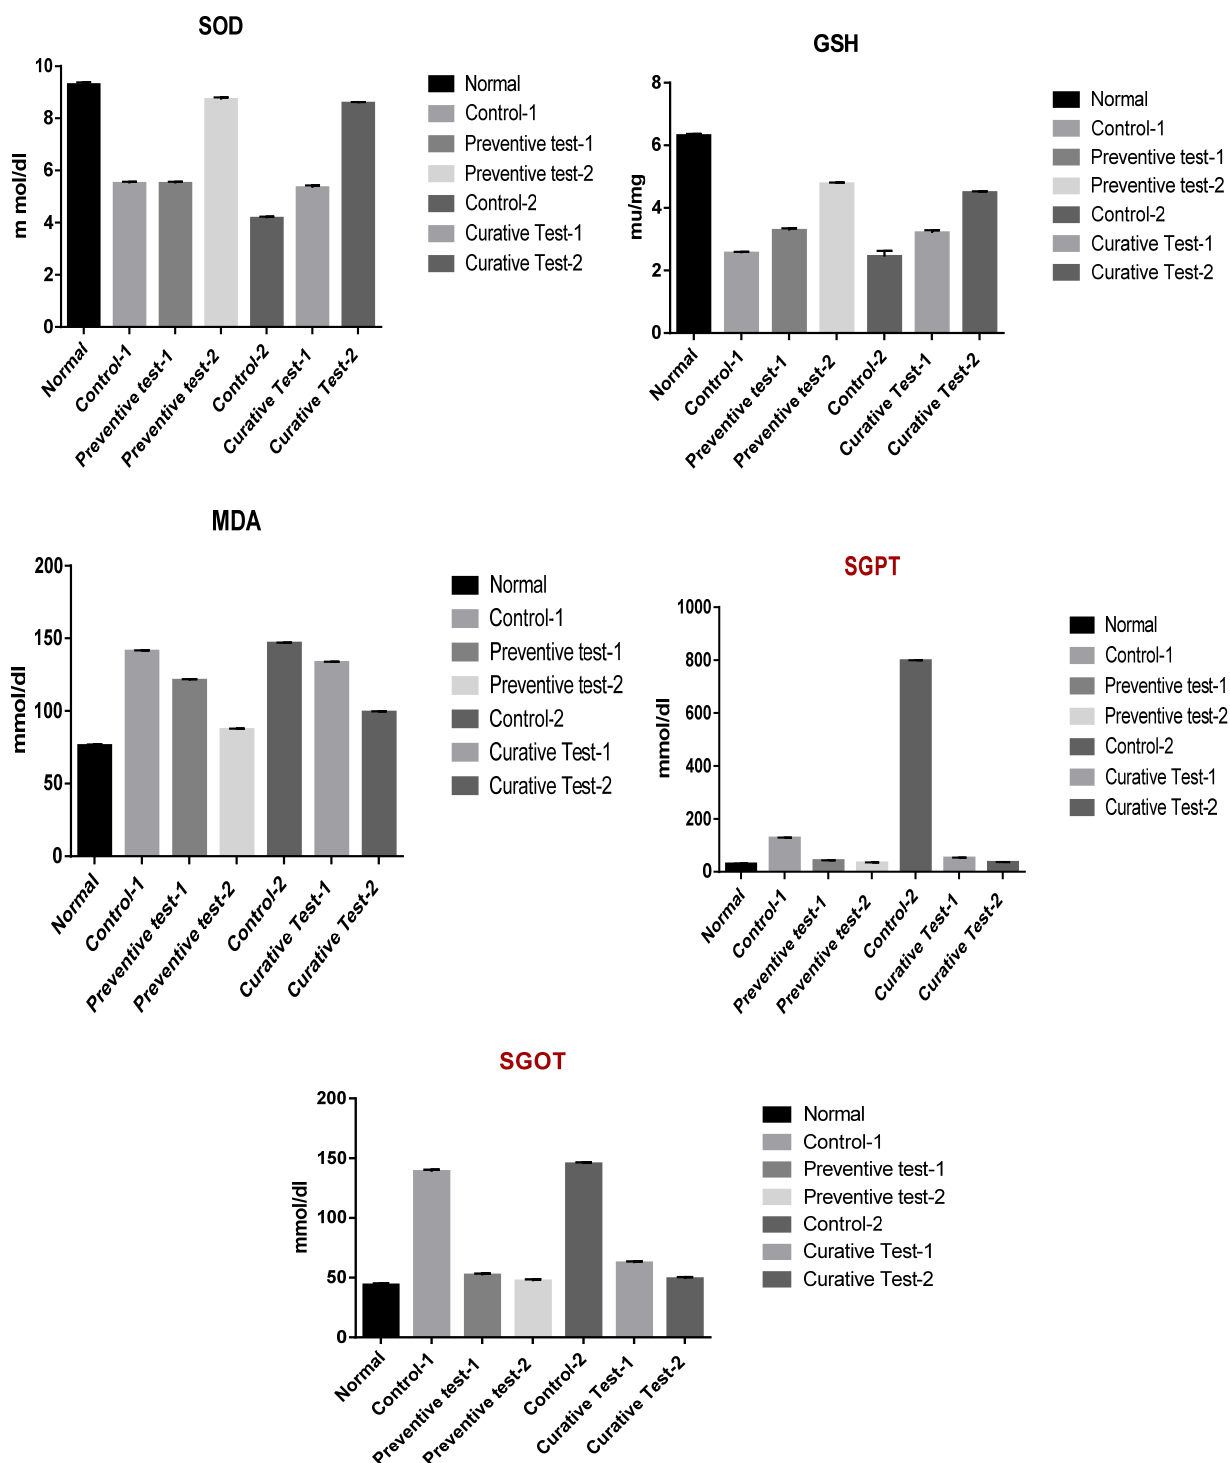 SOD
m mol/dl
10
8
6
4
2
0
Normal
Control-1
Preventive test-1
Preventive test-2
Control-2
Curative Test-1
Curative Test-2
Normal
Control-1
Preventive test-1
Preventive test-2
Control-2
Curative Test-1
Curative Test-2
GSH
mu/mg
8
6
4
2
0
Normal
Control-1
Preventive test-1
Preventive test-2
Control-2
Curative Test-1
Curative Test-2
Normal
Control-1
Preventive test-1
Preventive test-2
Control-2
Curative Test-1
Curative Test-2
MDA
mmol/dl
200
150
100
50
0
Normal
Control-1
Preventive test-1
Preventive test-2
Control-2
Curative Test-1
Curative Test-2
Normal
Control-1
Preventive test-1
Preventive test-2
Control-2
Curative Test-1
Curative Test-2
SGPT
mmol/dl
1000
800
600
400
200
0
Normal
Control-1
Preventive test-1
Preventive test-2
Control-2
Curative Test-1
Curative Test-2
Normal
Control-1
Preventive test-1
Preventive test-2
Control-2
Curative Test-1
Curative Test-2
SGOT
mmol/dl
200
150
100
50
0
Normal
Control-1
Preventive test-1
Preventive test-2
Control-2
Curative Test-1
Curative Test-2
Normal
Control-1
Preventive test-1
Preventive test-2
Control-2
Curative Test-1
Curative Test-2